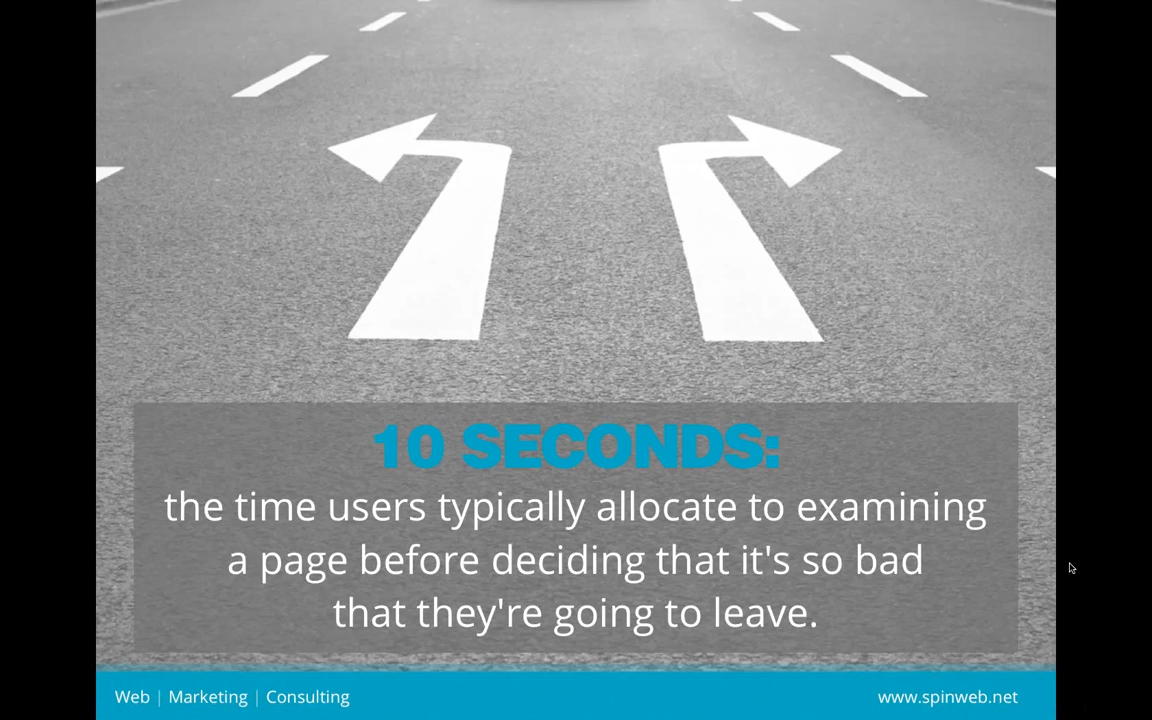 10 SECONDS:
the time users typically allocate to examining
a page before deciding that it's so bad
that they're going to leave.
Web | Marketing | Consulting
www.spinweb.net